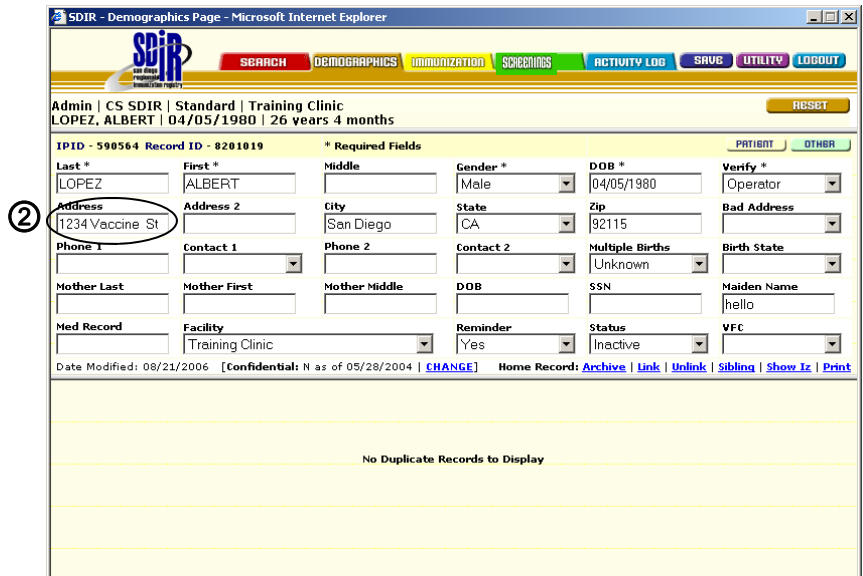 SDIR - Demographics Page - Microsoft Internet Explorer
SDIR
san diego
regional
immunization registry
SEARCH DEMOGRAPHICS IMMUNIZATION SCREENINGS ACTIVITY LOG SAVE UTILITY LOGOUT
Admin | CS SDIR | Standard | Training Clinic RESET
LOPEZ, ALBERT | 04/05/1980 | 26 years 4 months
IPID - 590564 Record ID - 8201019 * Required Fields PATIENT OTHER
Last * First * Middle Gender * DOB * Verify *
LOPEZ ALBERT Male 04/05/1980 Operator
Address Address 2 City State Zip Bad Address
2 1234 Vaccine St San Diego CA 92115
Phone 1 Contact 1 Phone 2 Contact 2 Multiple Births Birth State
Unknown
Mother Last Mother First Mother Middle DOB SSN Maiden Name
hello
Med Record Facility Reminder Status VFC
Training Clinic Yes Inactive
Date Modified: 08/21/2006 [Confidential: N as of 05/28/2004 | CHANGE] Home Record: Archive | Link | Unlink | Sibling | Show Iz | Print
No Duplicate Records to Display